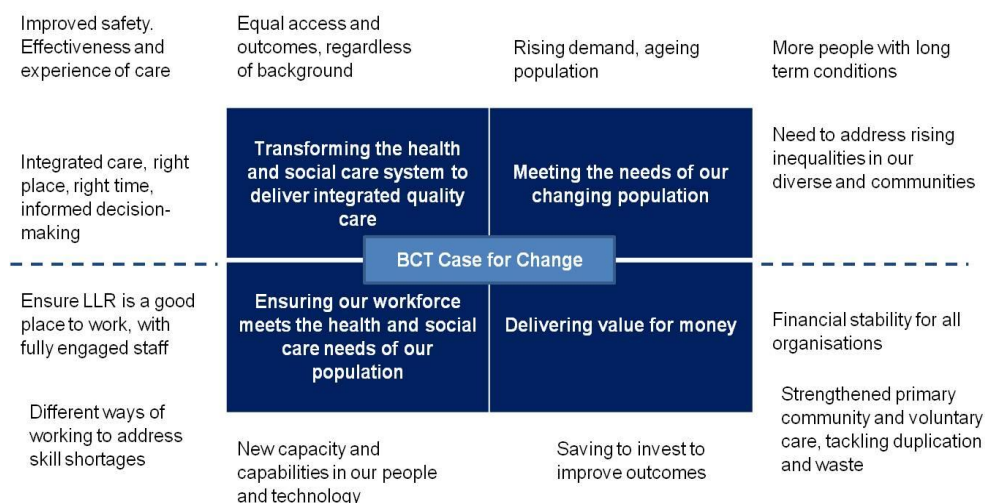 Improved safety.
Effectiveness and
experience of care
Equal access and
outcomes, regardless
of background
Rising demand, ageing
population
More people with long
term conditions
Integrated care, right
place, right time,
informed decision-
making
Transforming the health
and social care system to
deliver integrated quality
care
Meeting the needs of our
changing population
Need to address rising
inequalities in our
diverse and communities
BCT Case for Change
Ensure LLR is a good
place to work, with
fully engaged staff
Ensuring our workforce
meets the health and social
care needs of our
population
Delivering value for money
Financial stability for all
organisations
Different ways of
working to address
skill shortages
New capacity and
capabilities in our people
and technology
Saving to invest to
improve outcomes
Strengthened primary
community and voluntary
care, tackling duplication
and waste